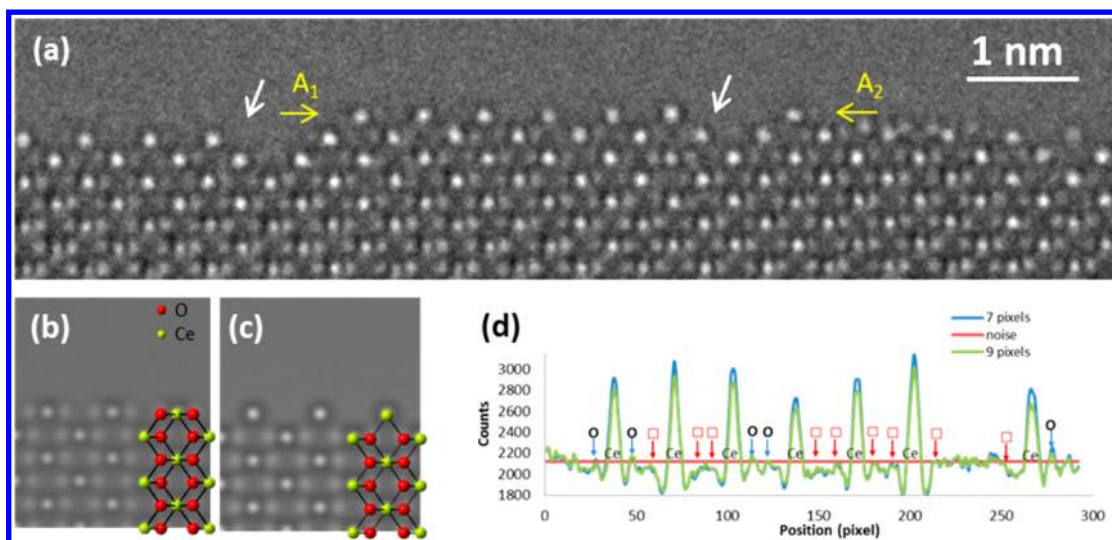 (a)
A1
A2
1 nm
(b)
O
Ce
(c)
(d)
7 pixels
noise
9 pixels
Counts
3000
2800
2600
2400
2200
2000
1800
O O O O O
Ce Ce Ce Ce Ce Ce Ce
0 50 100 150 200 250 300
Position (pixel)